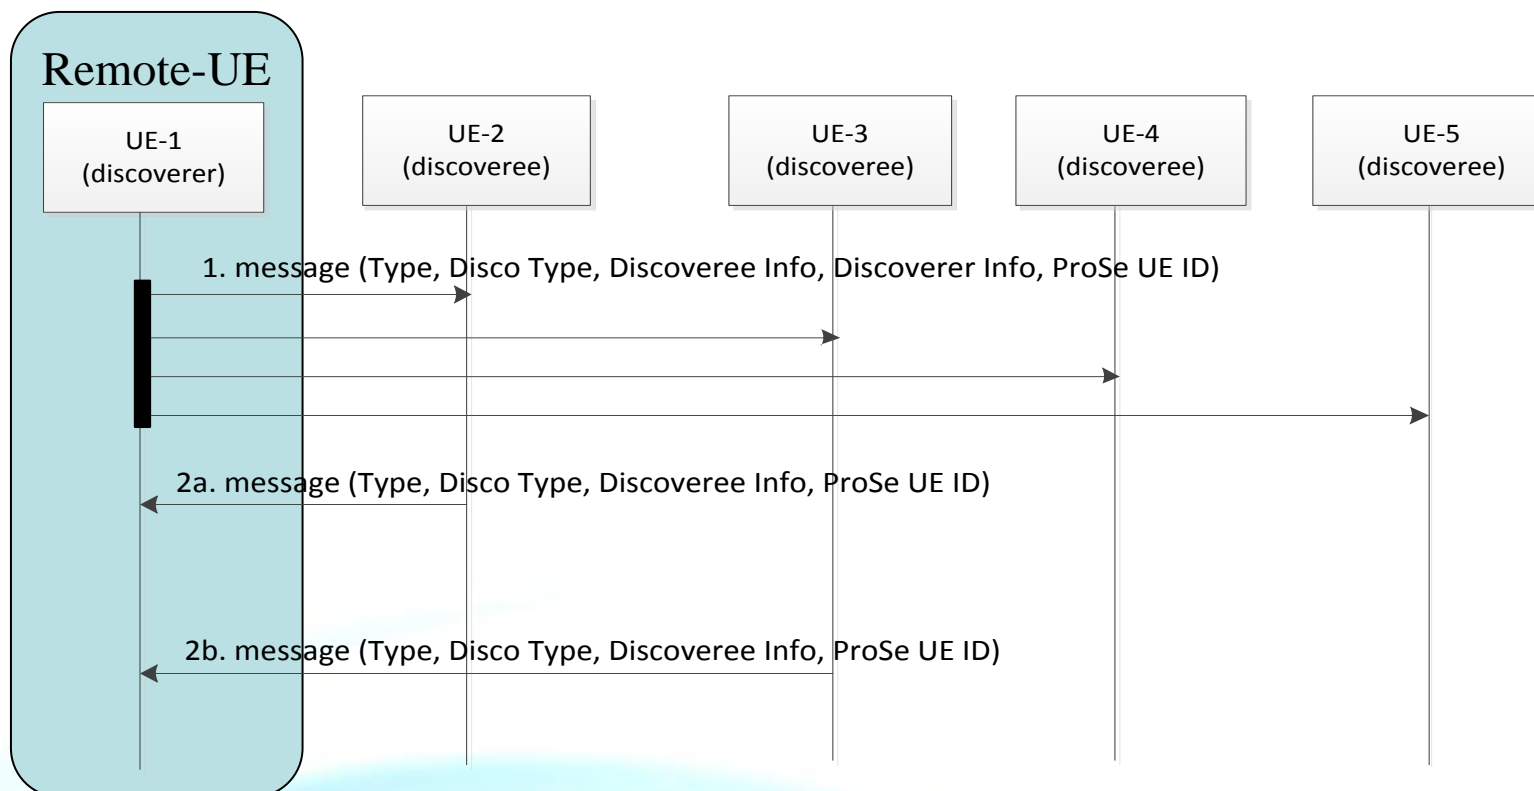 Remote-UE
UE-1
(discoverer)
UE-2
(discoveree)
UE-3
(discoveree)
UE-4
(discoveree)
UE-5
(discoveree)
1. message (Type, Disco Type, Discoveree Info, Discoverer Info, ProSe UE ID)
2a. message (Type, Disco Type, Discoveree Info, ProSe UE ID)
2b. message (Type, Disco Type, Discoveree Info, ProSe UE ID)